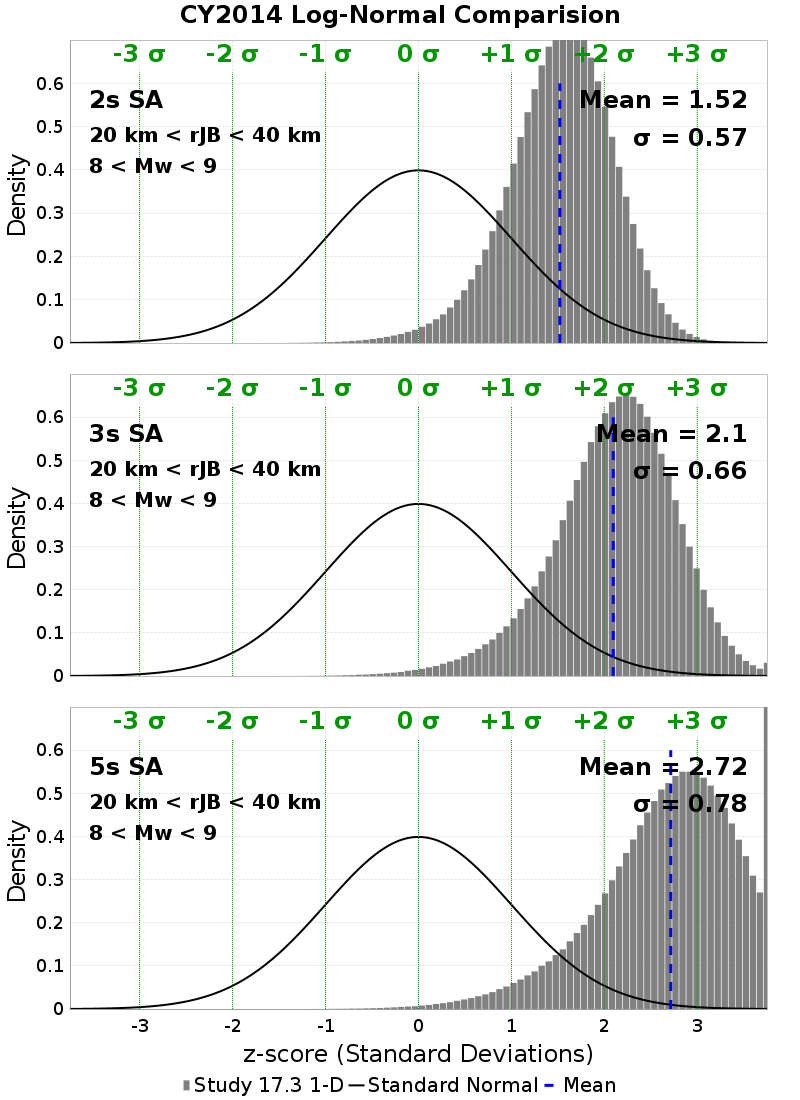 CY2014 Log-Normal Comparision
-3 σ -2 σ -1 σ 0 σ +1 σ +2 σ +3 σ
2s SA
20 km < rJB < 40 km
8 < Mw < 9
Mean = 1.52
σ = 0.57
Density
0.6
0.5
0.4
0.3
0.2
0.1
0
-3 σ -2 σ -1 σ 0 σ +1 σ +2 σ +3 σ
3s SA
20 km < rJB < 40 km
8 < Mw < 9
Mean = 2.1
σ = 0.66
Density
0.6
0.5
0.4
0.3
0.2
0.1
0
-3 σ -2 σ -1 σ 0 σ +1 σ +2 σ +3 σ
5s SA
20 km < rJB < 40 km
8 < Mw < 9
Mean = 2.72
σ = 0.78
Density
0.6
0.5
0.4
0.3
0.2
0.1
0
-3 -2 -1 0 1 2 3
z-score (Standard Deviations)
Study 17.3 1-D Standard Normal Mean